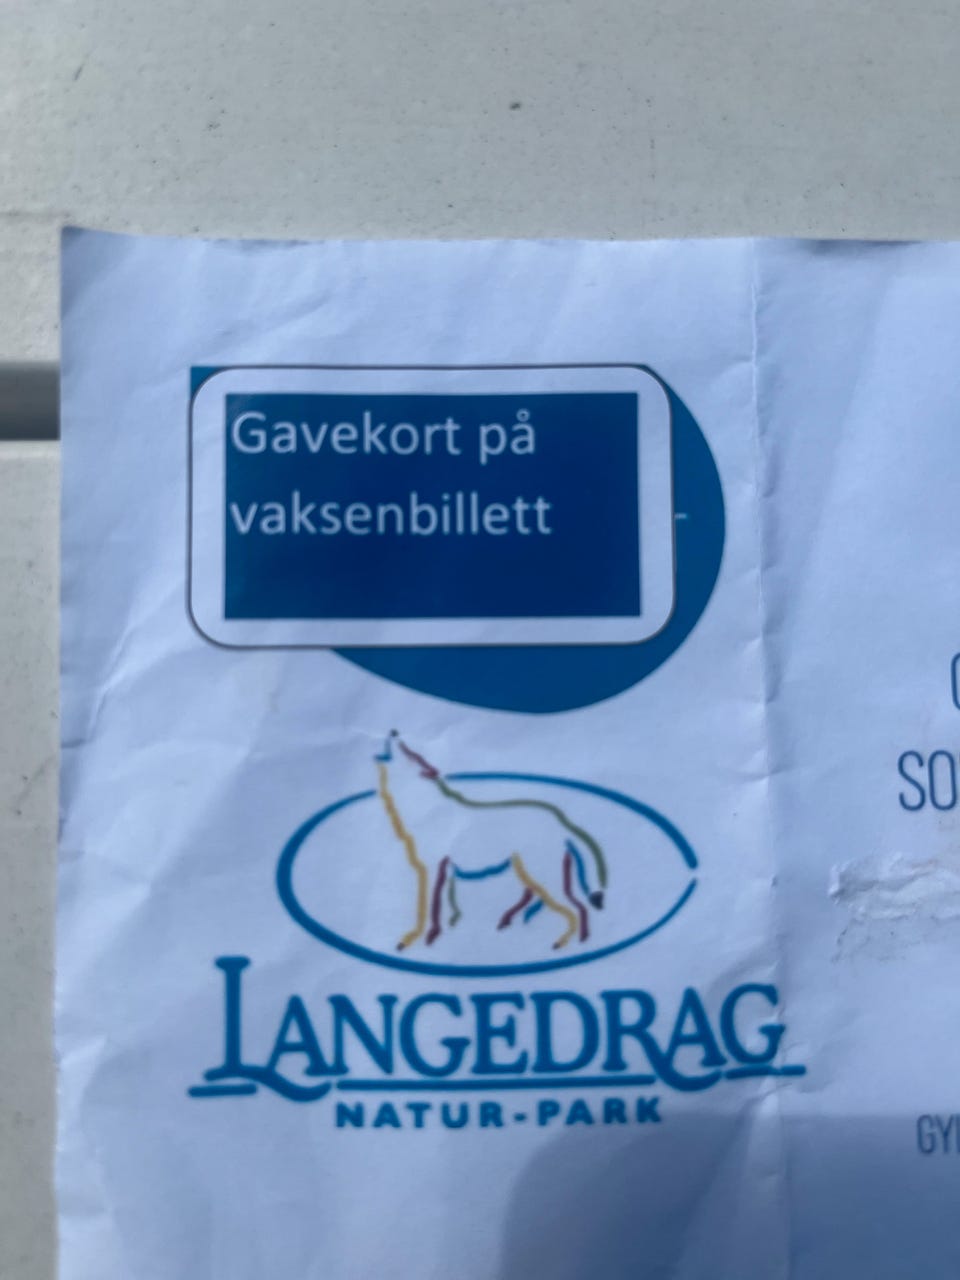 Gavekort på
vaksenbillett
LANGEDRAG
NATUR-PARK